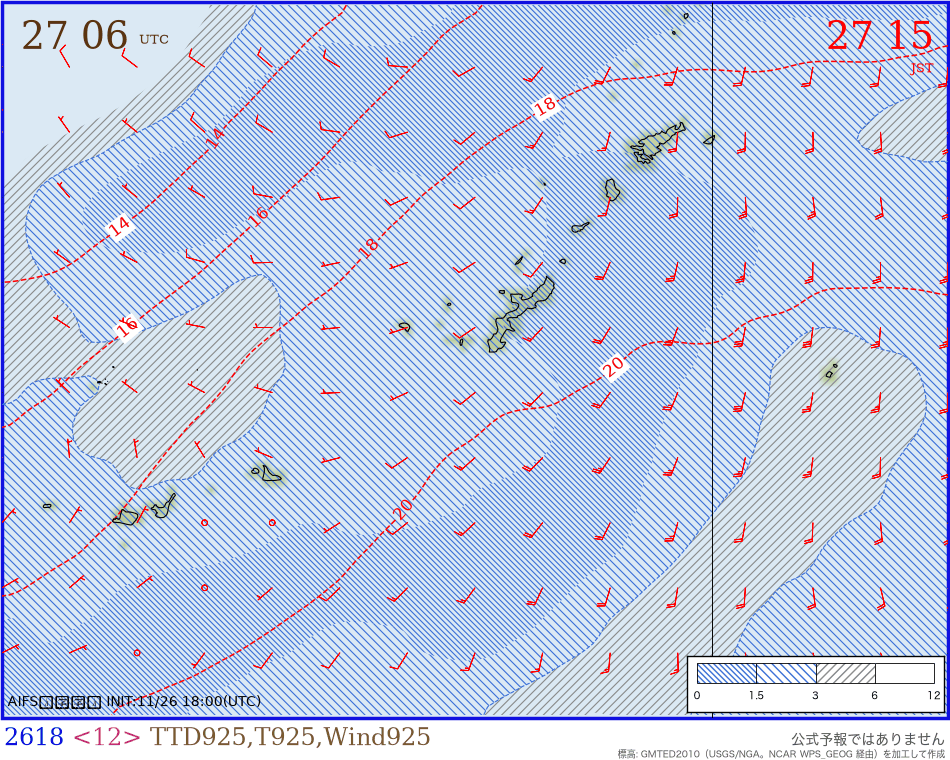 27 06 UTC
27 15
JST
18
14
14
16
18
16
20
20
AIFS INIT:11/26 18:00(UTC)
0 1.5 3 6 12
2618 <12> TTD925,T925,Wind925
公式予報ではありません
標高: GMTED2010（USGS/NGA。NCAR WPS_GEOG 経由）を加工して作成